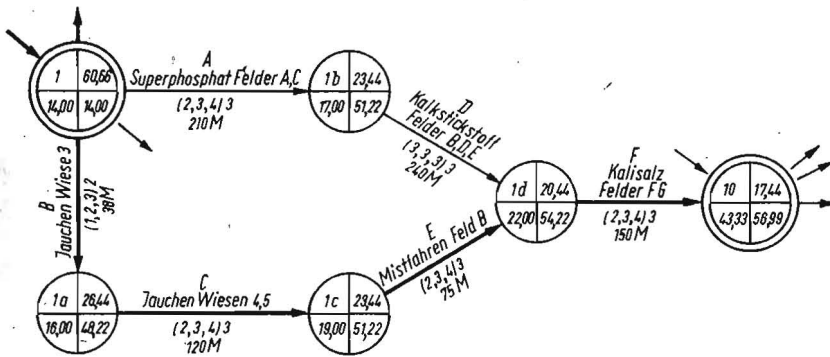 1 60,66
14,00 14,00
A
Superphosphat Felder A,C
(2,3,4) 3
210 M
1b 23,44
17,00 51,22
D
Kalkstickstoff
Felder B,D,E
(3,3,3) 3
240 M
B
Jauchen Wiese 3
(1,2,3) 2
38 M
1a 26,44
16,00 48,22
C
Jauchen Wiesen 4,5
(2,3,4) 3
120 M
1c 23,44
19,00 51,22
E
Mistfahren Feld B
(2,3,4) 3
75 M
1d 20,44
22,00 54,22
F
Kalisalz
Felder F G
(2,3,4) 3
150 M
10 17,44
43,33 56,99